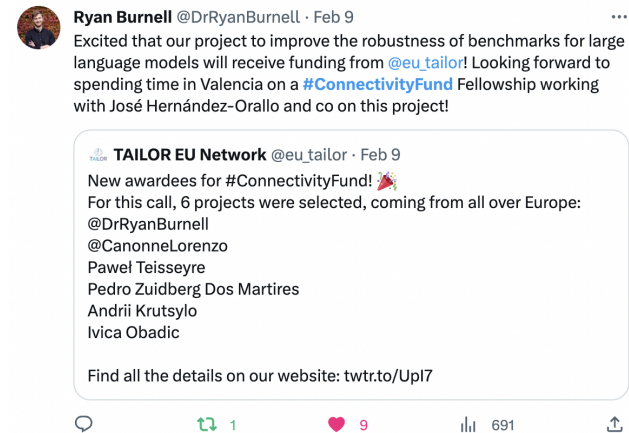 Ryan Burnell @DrRyanBurnell · Feb 9
Excited that our project to improve the robustness of benchmarks for large
language models will receive funding from @eu_tailor! Looking forward to
spending time in Valencia on a #ConnectivityFund Fellowship working
with José Hernández-Orallo and co on this project!
TAILOR
TAILOR EU Network @eu_tailor · Feb 9
New awardees for #ConnectivityFund! 🎉
For this call, 6 projects were selected, coming from all over Europe:
@DrRyanBurnell
@CanonneLorenzo
Paweł Teisseyre
Pedro Zuidberg Dos Martires
Andrii Krutsylo
Ivica Obadic
Find all the details on our website: twtr.to/UpI7
1 9 691